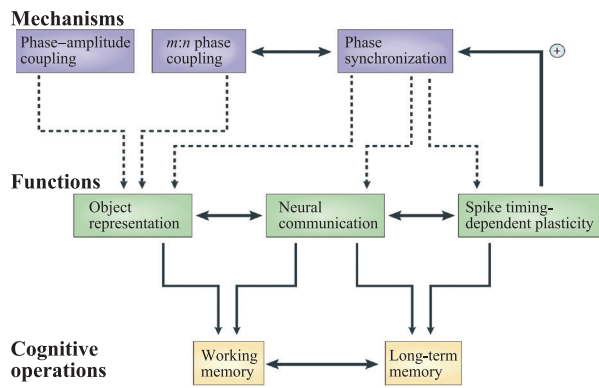 Mechanisms
Phase–amplitude
coupling
m:n phase
coupling
Phase
synchronization
+
Functions
Object
representation
Neural
communication
Spike timing-
dependent plasticity
Cognitive
operations
Working
memory
Long-term
memory